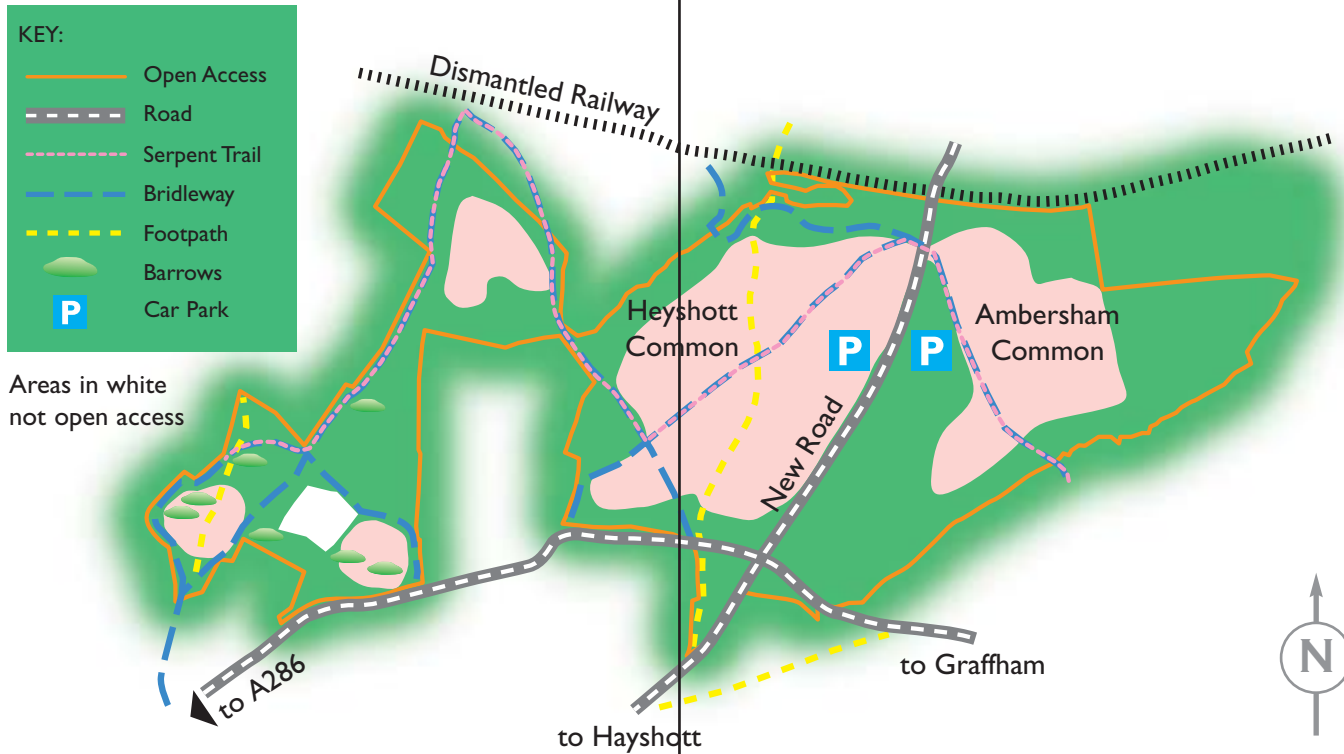 KEY:
Open Access
Road
Serpent Trail
Bridleway
Footpath
Barrows
P
Car Park
Areas in white
not open access
Dismantled Railway
Heyshott
Common
P
P
Ambersham
Common
New Road
to A286
to Graffham
to Hayshott
N